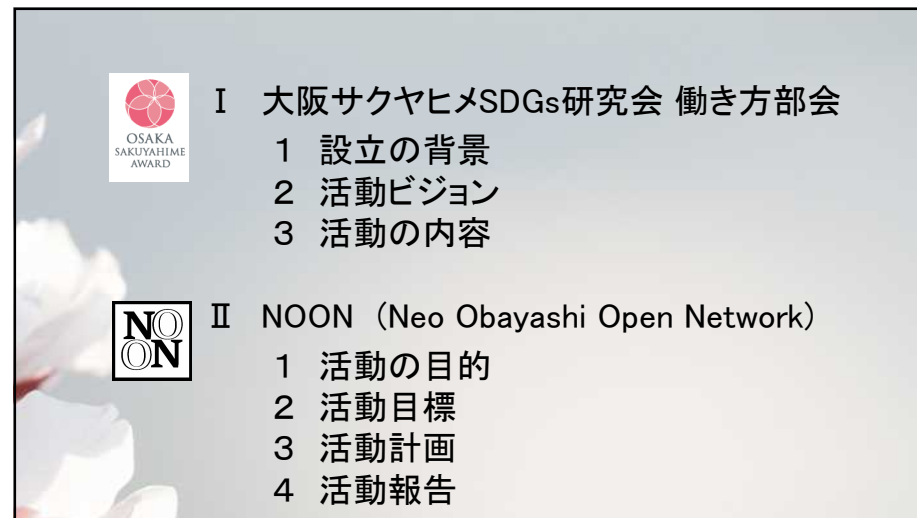 OSAKA
SAKUYAHIME
AWARD
Ⅰ 大阪サクヤヒメSDGs研究会 働き方部会
１ 設立の背景
２ 活動ビジョン
３ 活動の内容
NO
ON
Ⅱ NOON (Neo Obayashi Open Network)
１ 活動の目的
２ 活動目標
３ 活動計画
４ 活動報告